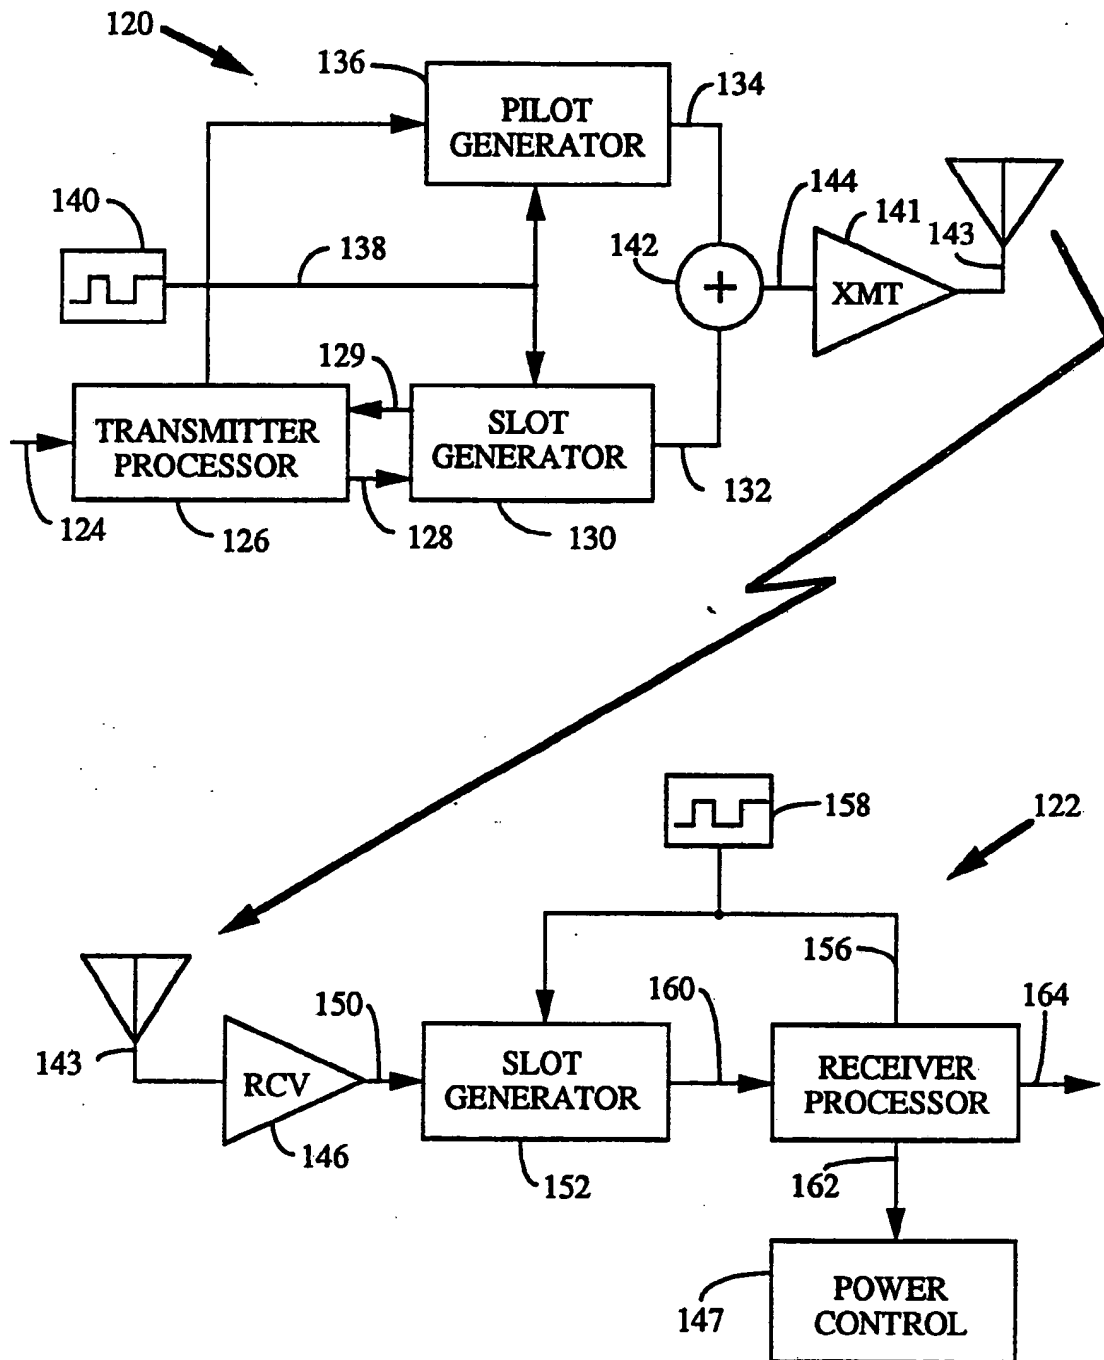 120
136
PILOT
GENERATOR
134
140
138
142
+
144
141
XMT
143
129
TRANSMITTER
PROCESSOR
SLOT
GENERATOR
124
126
128
130
132
158
122
156
143
RCV
146
150
SLOT
GENERATOR
152
160
RECEIVER
PROCESSOR
164
162
147
POWER
CONTROL